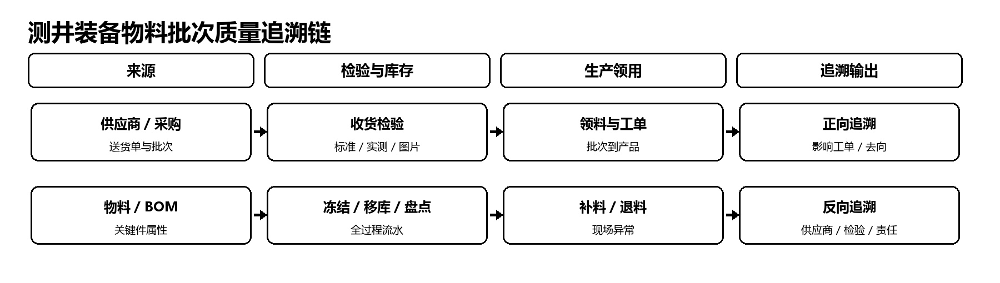 测井装备物料批次质量追溯链
来源
检验与库存
生产领用
追溯输出
供应商 / 采购
送货单与批次
收货检验
标准 / 实测 / 图片
领料与工单
批次到产品
正向追溯
影响工单 / 去向
物料 / BOM
关键件属性
冻结 / 移库 / 盘点
全过程流水
补料 / 退料
现场异常
反向追溯
供应商 / 检验 / 责任